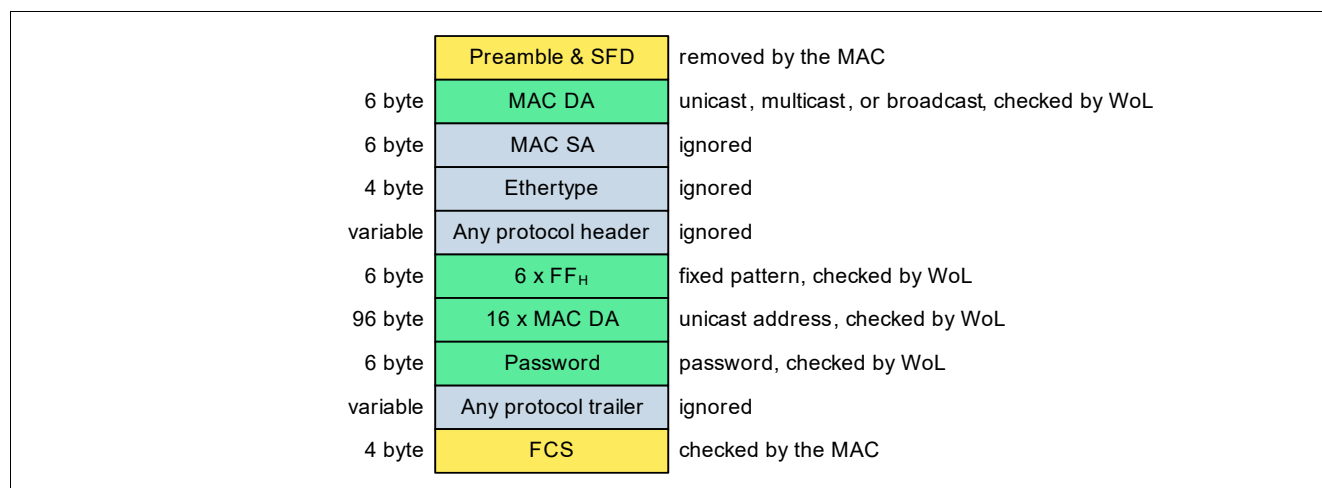 Preamble & SFD removed by the MAC
6 byte MAC DA unicast, multicast, or broadcast, checked by WoL
6 byte MAC SA ignored
4 byte Ethertype ignored
variable Any protocol header ignored
6 byte 6 x FFH fixed pattern, checked by WoL
96 byte 16 x MAC DA unicast address, checked by WoL
6 byte Password password, checked by WoL
variable Any protocol trailer ignored
4 byte FCS checked by the MAC